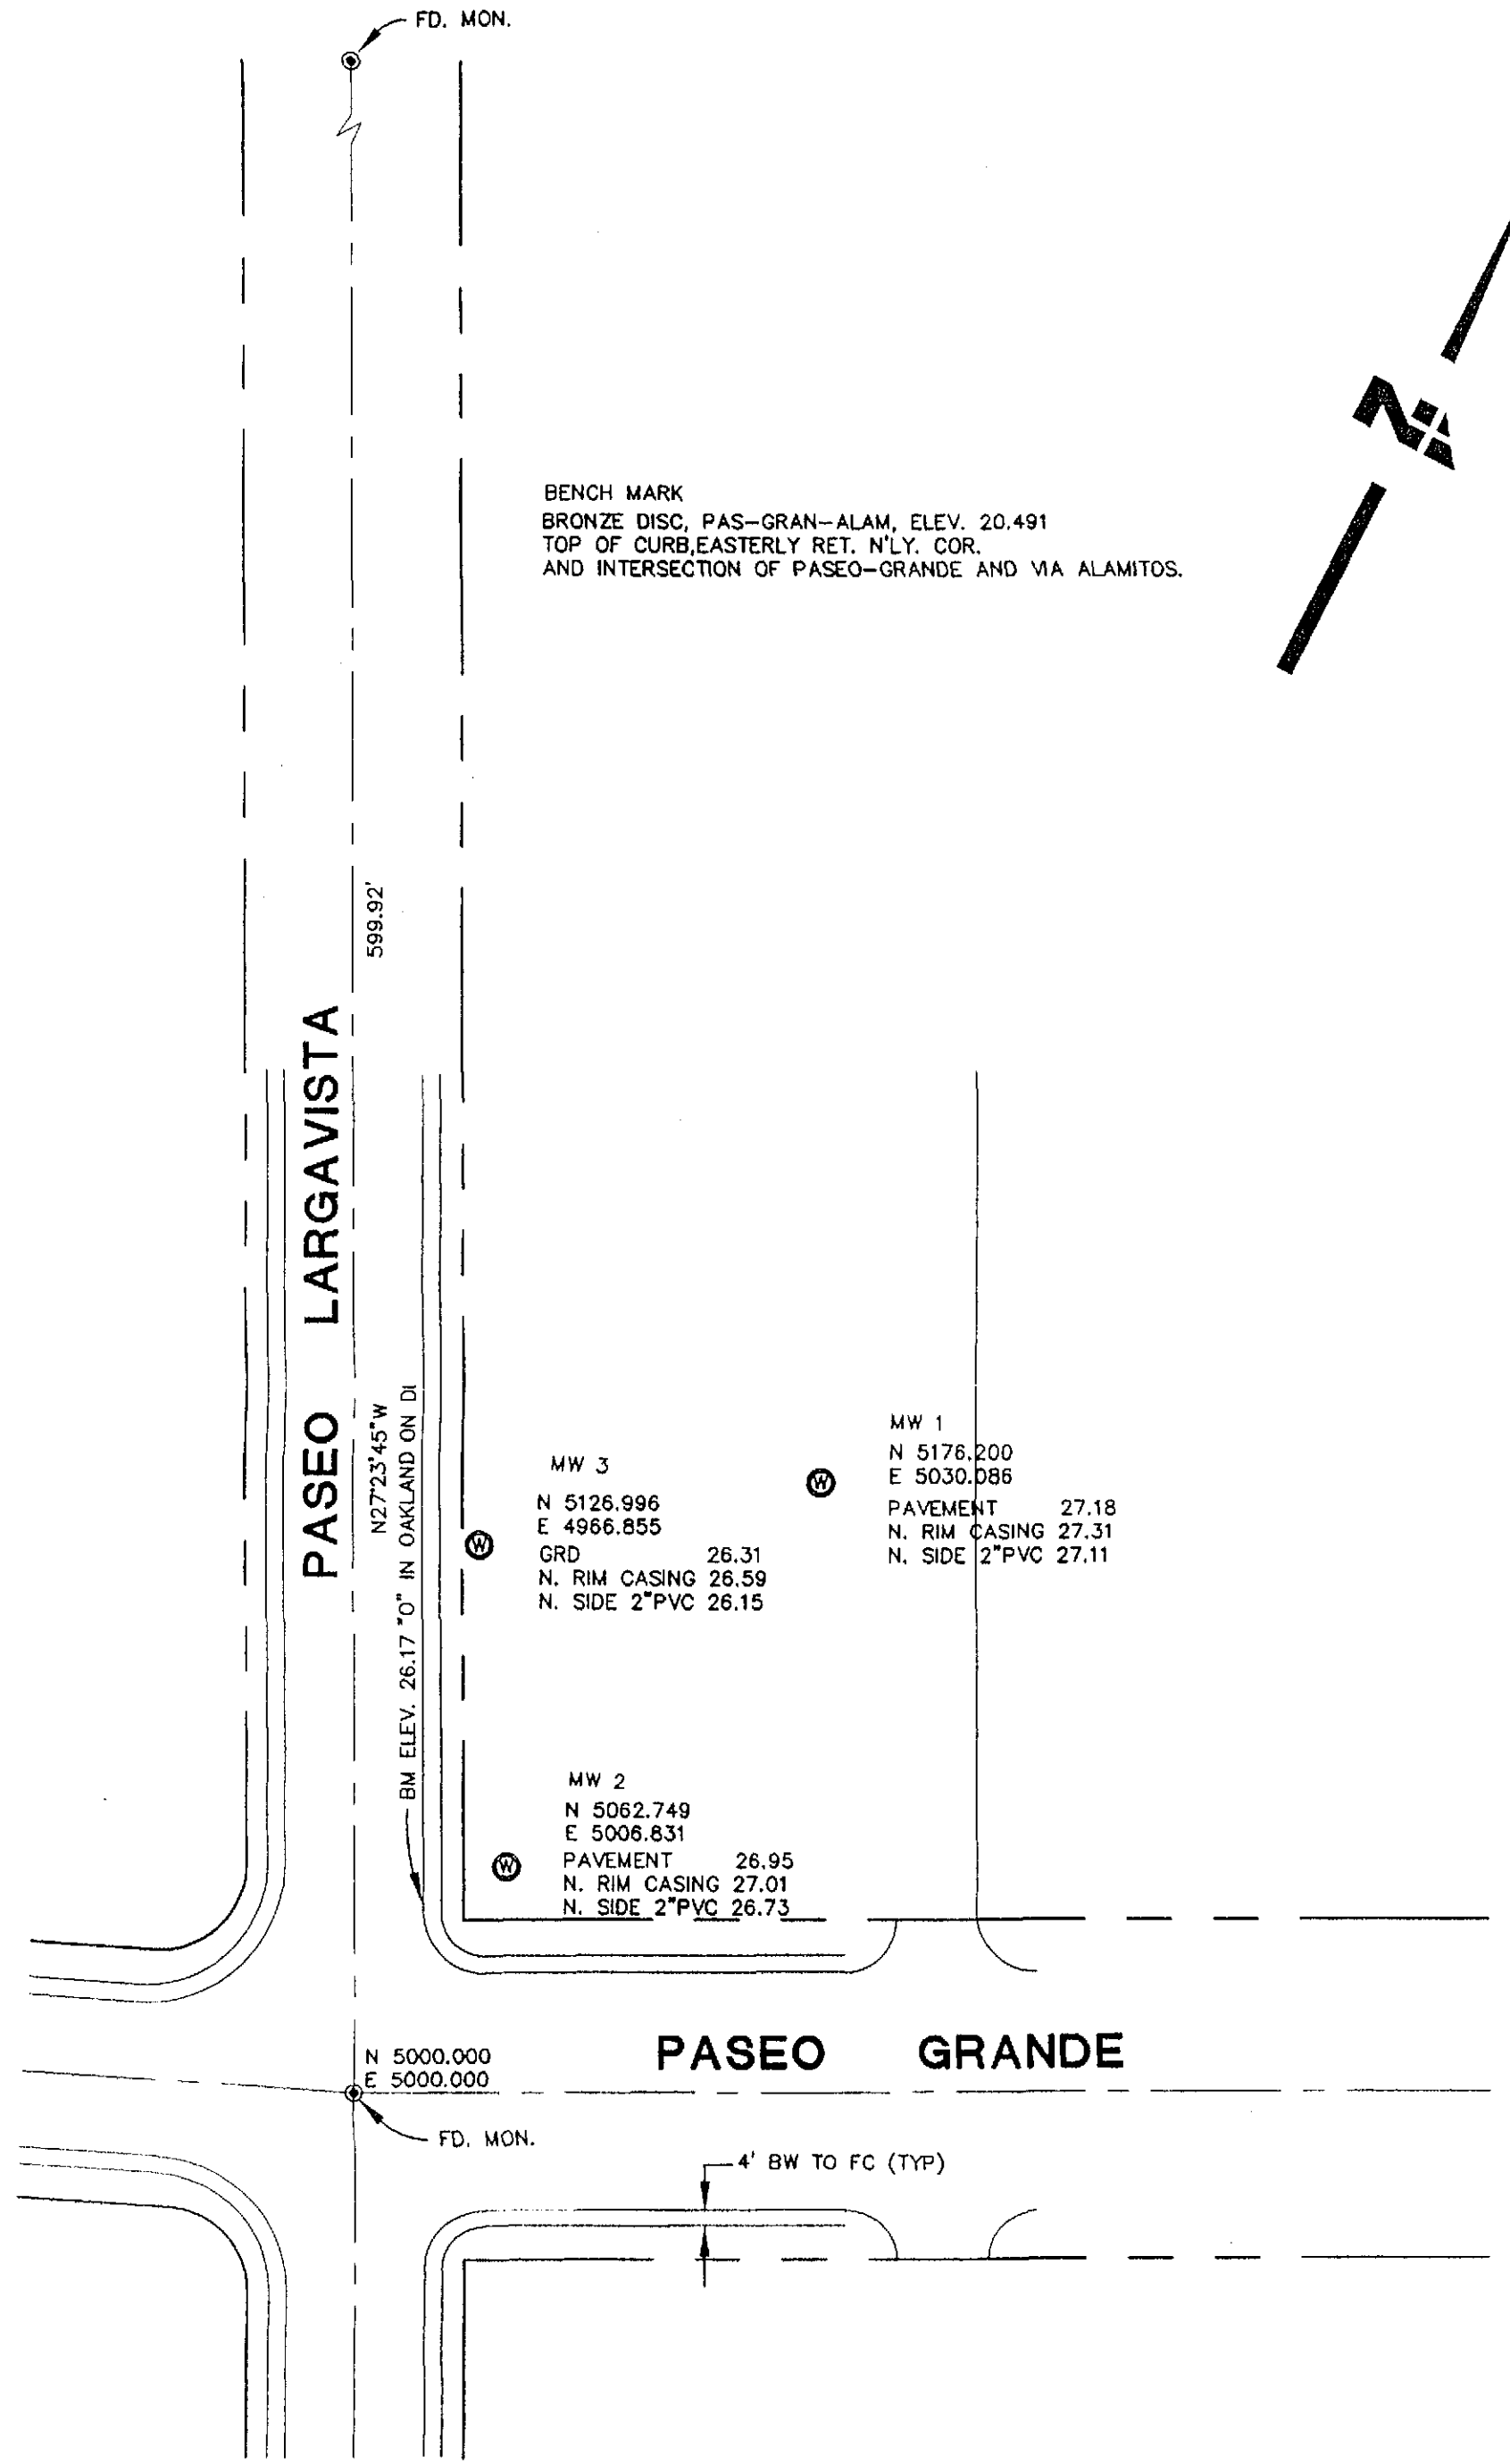 FD. MON.
N
BENCH MARK
BRONZE DISC, PAS-GRAN-ALAM, ELEV. 20.491
TOP OF CURB,EASTERLY RET. N'LY. COR.
AND INTERSECTION OF PASEO-GRANDE AND VIA ALAMITOS.
599.92'
PASEO LARGAVISTA
N27°23'45"W
BM ELEV. 26.17 "O" IN OAKLAND ON DI
MW 1
N 5176.200
E 5030.086
PAVEMENT 27.18
N. RIM CASING 27.31
N. SIDE 2"PVC 27.11
MW 3
N 5126.996
E 4966.855
GRD 26.31
N. RIM CASING 26.59
N. SIDE 2"PVC 26.15
W
W
MW 2
N 5062.749
E 5006.831
PAVEMENT 26.95
N. RIM CASING 27.01
N. SIDE 2"PVC 26.73
W
N 5000.000
E 5000.000
PASEO GRANDE
FD. MON.
4' BW TO FC (TYP)